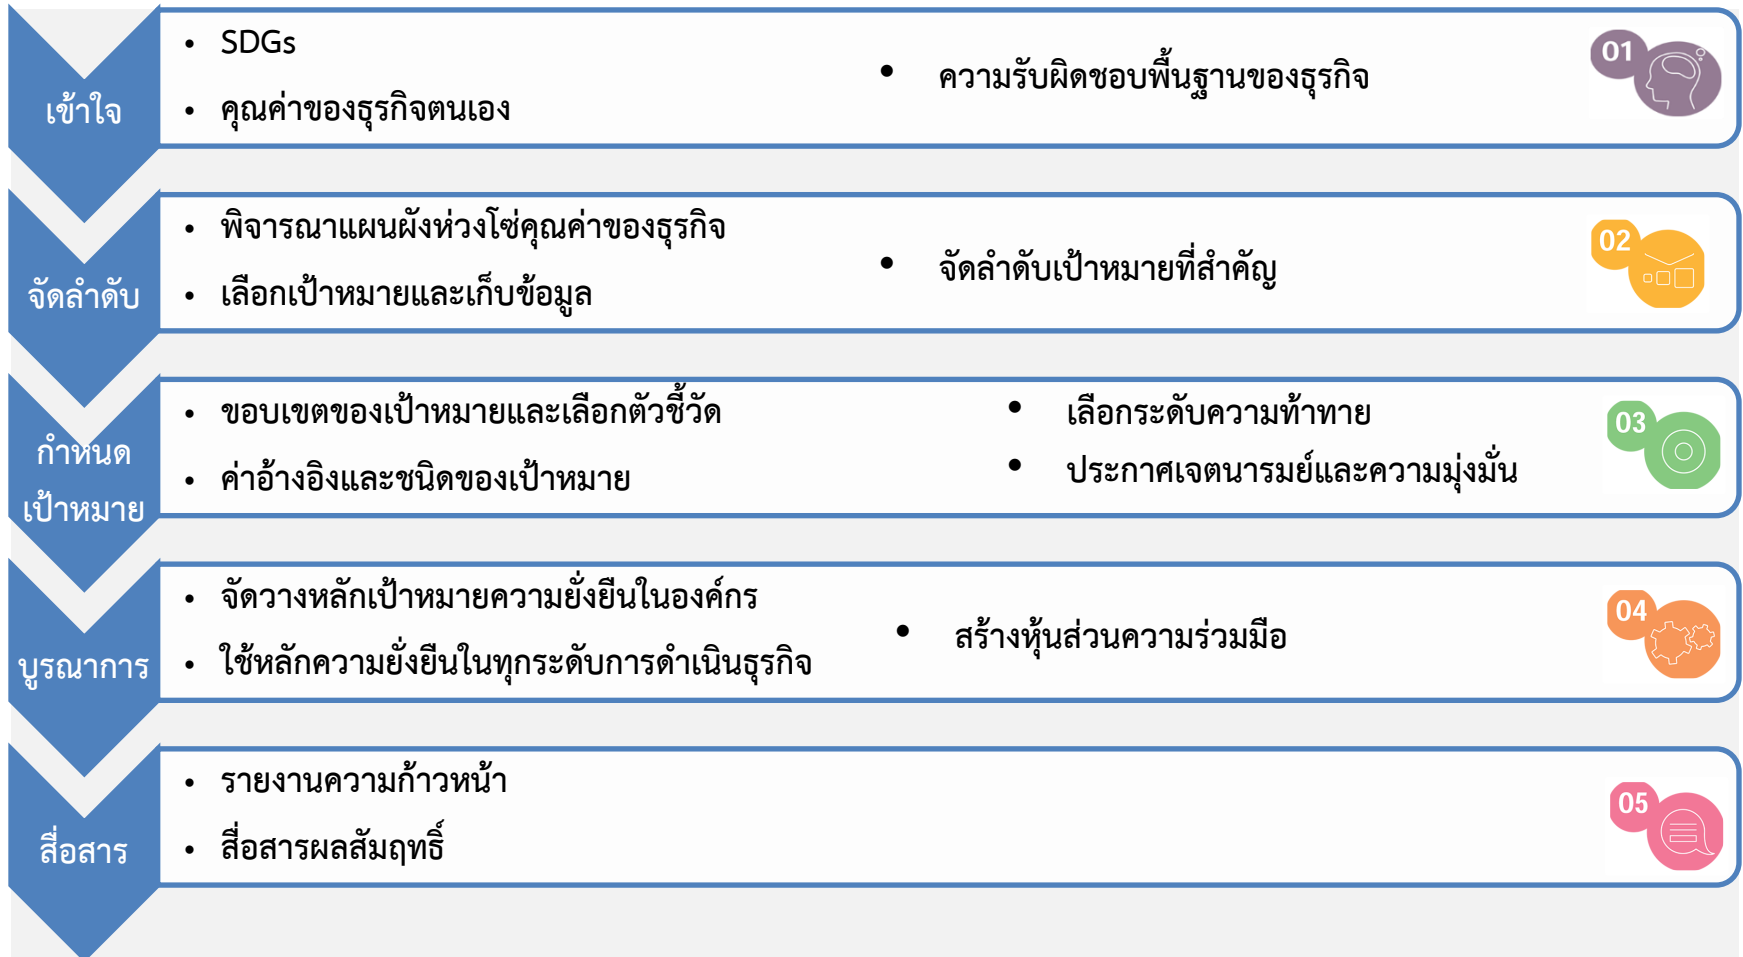 เข้าใจ
• SDGs
• คุณค่าของธุรกิจตนเอง
• ความรับผิดชอบพื้นฐานของธุรกิจ
01
จัดลำดับ
• พิจารณาแผนผังห่วงโซ่คุณค่าของธุรกิจ
• เลือกเป้าหมายและเก็บข้อมูล
• จัดลำดับเป้าหมายที่สำคัญ
02
กำหนด
เป้าหมาย
• ขอบเขตของเป้าหมายและเลือกตัวชี้วัด
• ค่าอ้างอิงและชนิดของเป้าหมาย
• เลือกระดับความท้าทาย
• ประกาศเจตนารมย์และความมุ่งมั่น
03
บูรณาการ
• จัดวางหลักเป้าหมายความยั่งยืนในองค์กร
• ใช้หลักความยั่งยืนในทุกระดับการดำเนินธุรกิจ
• สร้างหุ้นส่วนความร่วมมือ
04
สื่อสาร
• รายงานความก้าวหน้า
• สื่อสารผลสัมฤทธิ์
05